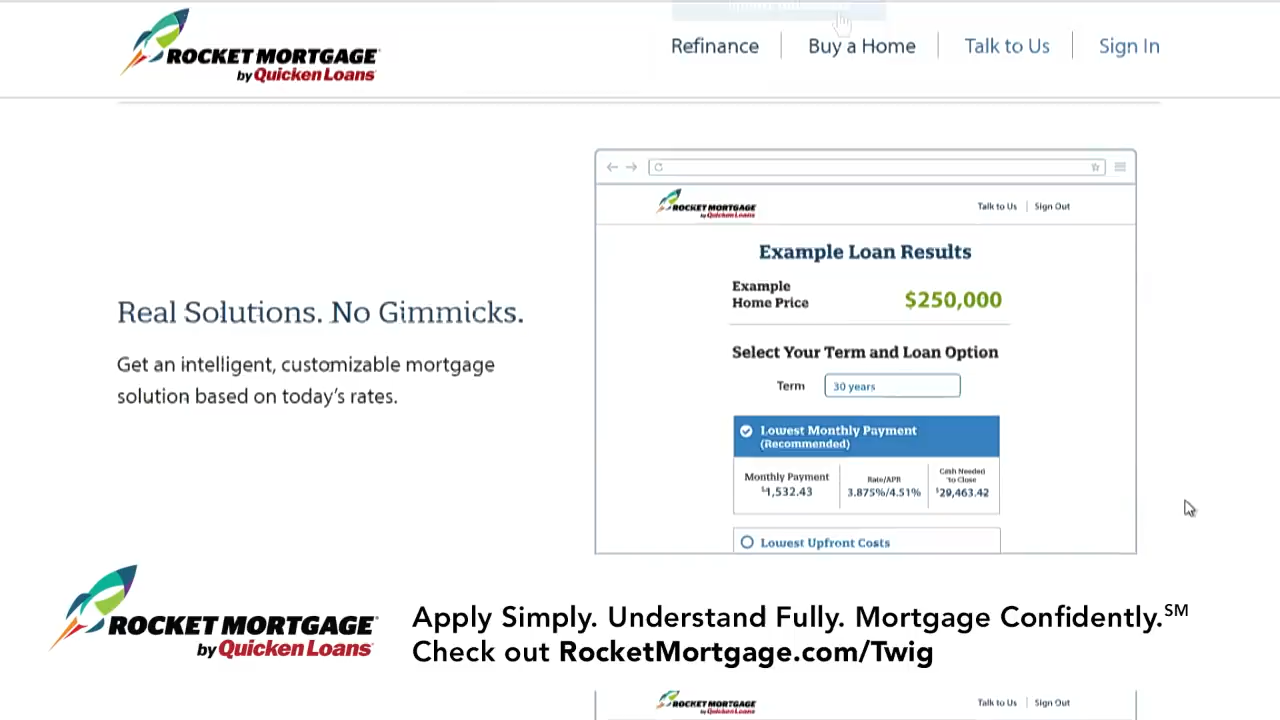 ROCKET MORTGAGE
by Quicken Loans
Refinance
Buy a Home
Talk to Us
Sign In
Real Solutions. No Gimmicks.
Get an intelligent, customizable mortgage
solution based on today's rates.
ROCKET MORTGAGE
by Quicken Loans
Talk to Us
Sign Out
Example Loan Results
Example
Home Price
$250,000
Select Your Term and Loan Option
Term
30 years
Lowest Monthly Payment
(Recommended)
Monthly Payment
$1,532.43
Rate/APR
3.875%/4.51%
Cash Needed
To Close
$29,463.42
Lowest Upfront Costs
ROCKET MORTGAGE
by Quicken Loans
Apply Simply. Understand Fully. Mortgage Confidently.SM
Check out RocketMortgage.com/Twig
ROCKET MORTGAGE
by Quicken Loans
Talk to Us
Sign Out